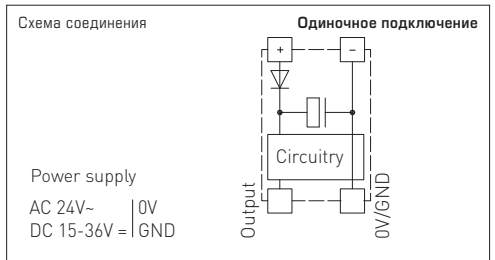 Схема соединения
Одиночное подключение
+ −
Circuitry
Power supply
AC 24V~ | 0V
DC 15-36V = | GND
Output
0V/GND